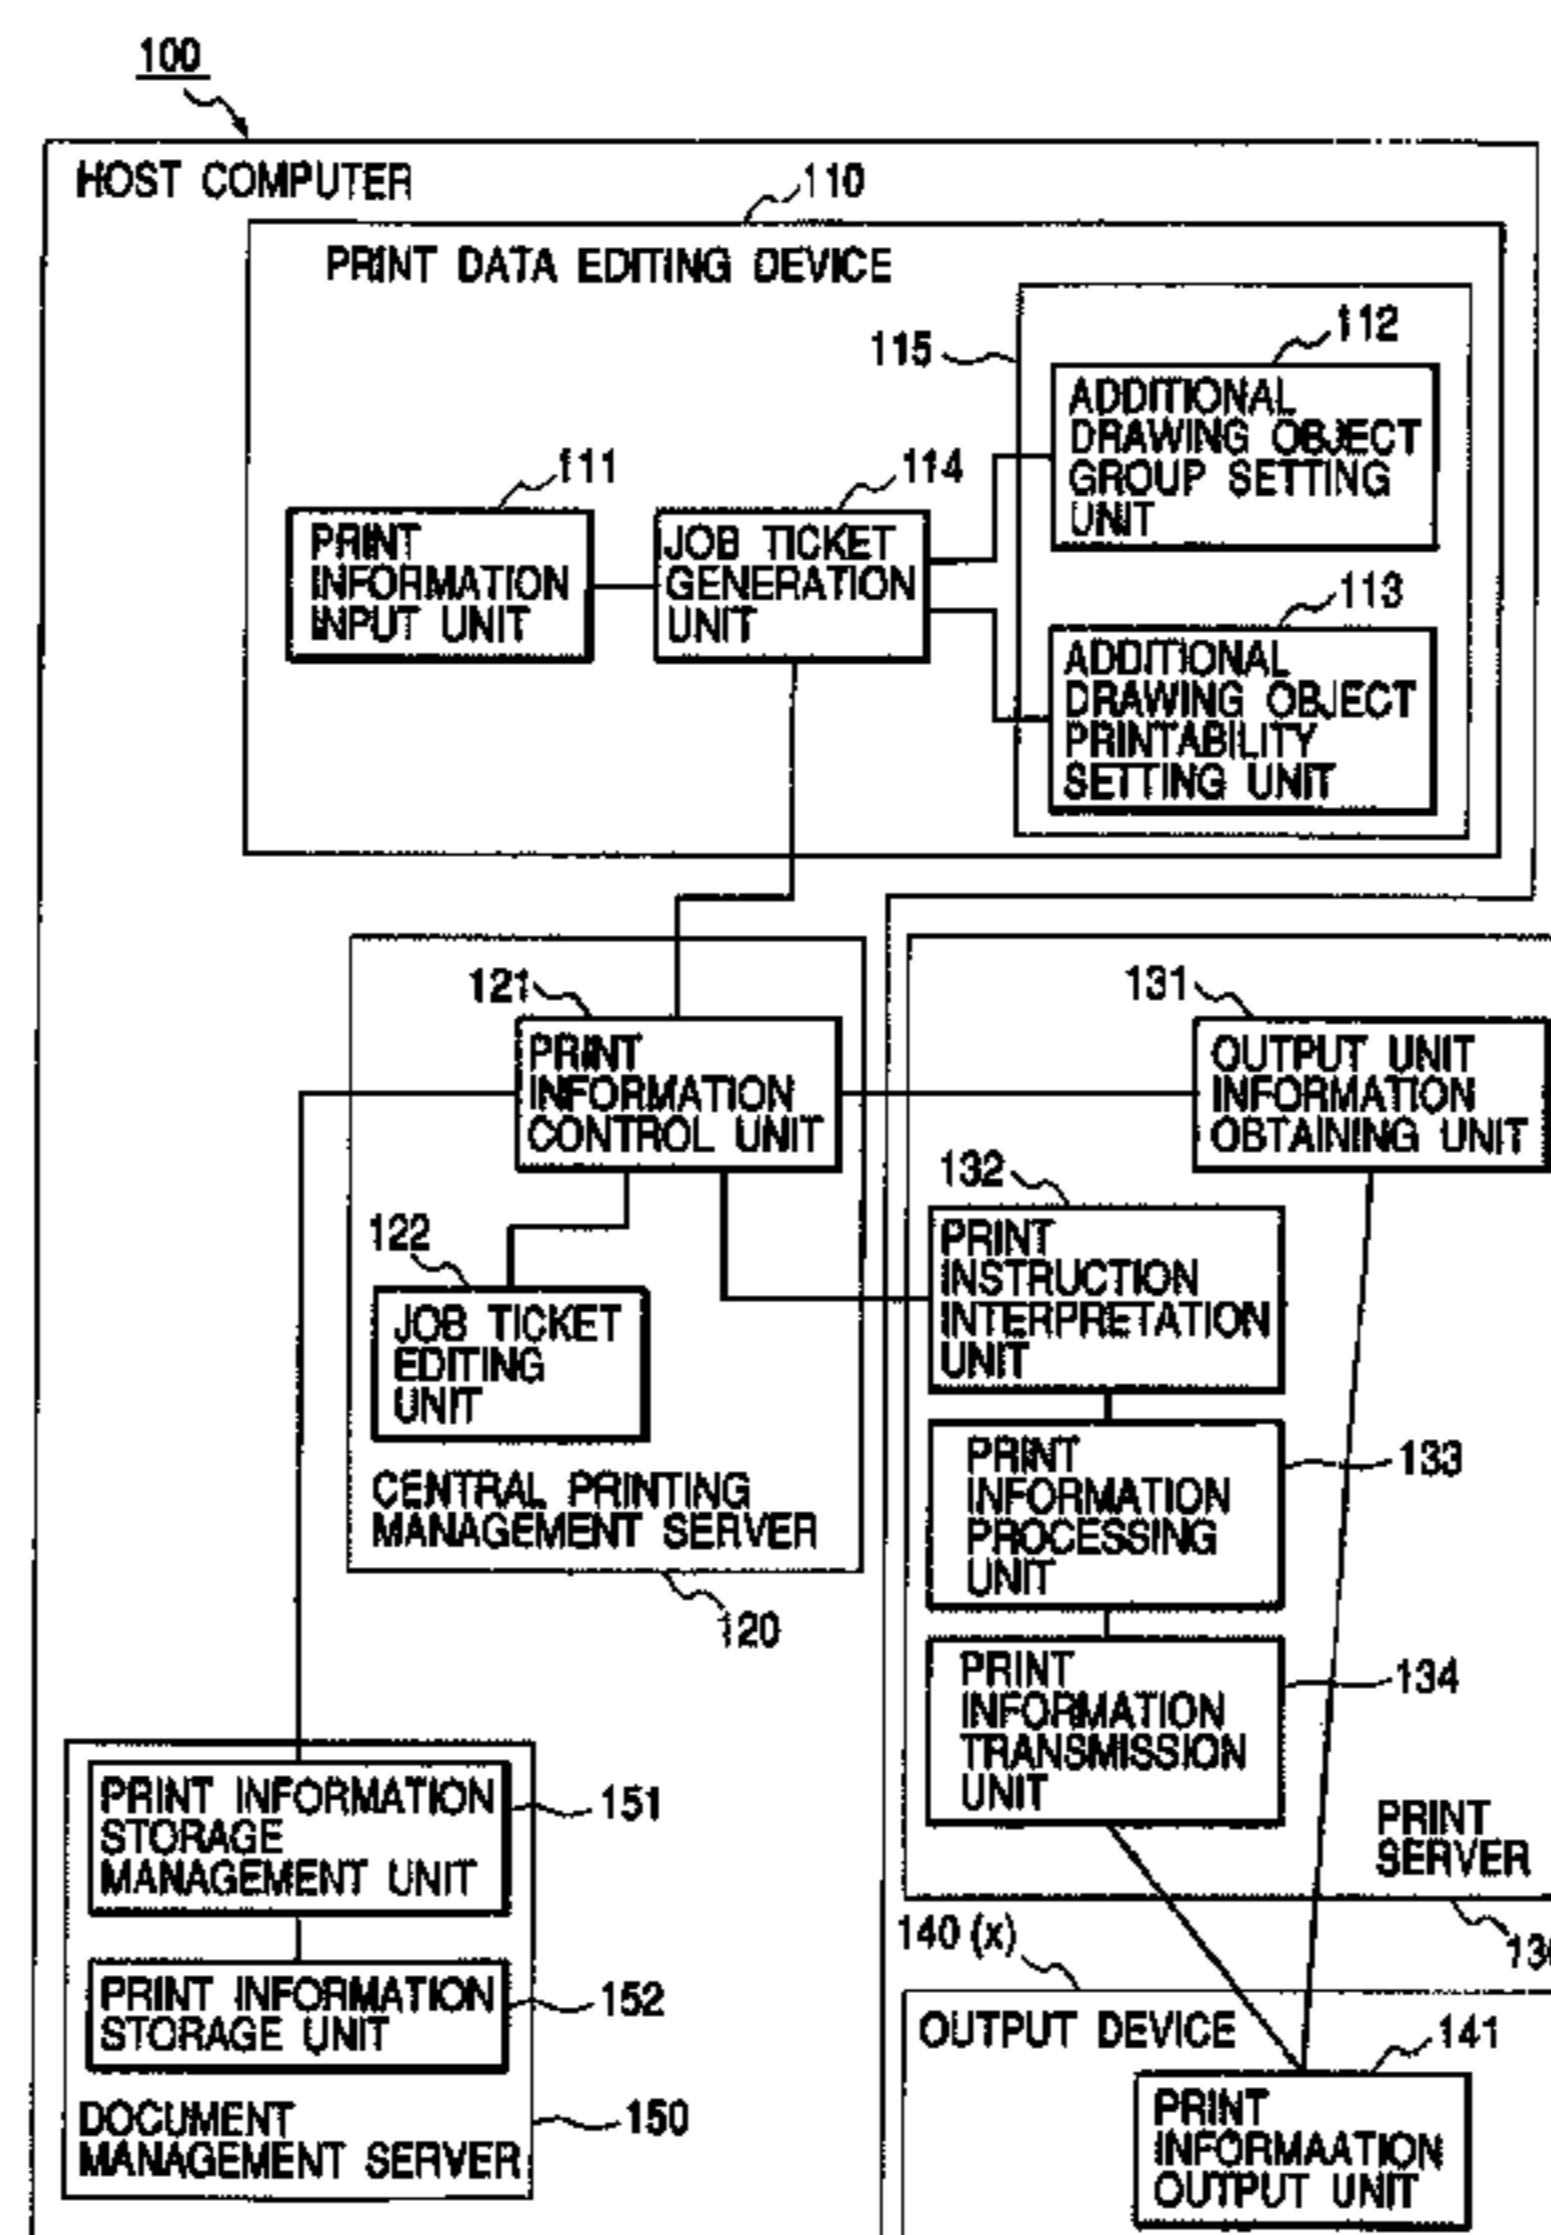 100
HOST COMPUTER
110
PRINT DATA EDITING DEVICE
115
112
ADDITIONAL
DRAWING OBJECT
GROUP SETTING
UNIT
111
PRINT
INFORMATION
INPUT UNIT
114
JOB TICKET
GENERATION
UNIT
113
ADDITIONAL
DRAWING OBJECT
PRINTABILITY
SETTING UNIT
121
PRINT
INFORMATION
CONTROL UNIT
131
OUTPUT UNIT
INFORMATION
OBTAINING UNIT
122
JOB TICKET
EDITING
UNIT
CENTRAL PRINTING
MANAGEMENT SERVER
120
132
PRINT
INSTRUCTION
INTERPRETATION
UNIT
PRINT
INFORMATION
PROCESSING
UNIT
133
PRINT
INFORMATION
TRANSMISSION
UNIT
134
PRINT
SERVER
PRINT INFORMATION
STORAGE
MANAGEMENT UNIT
151
PRINT INFORMATION
STORAGE UNIT
152
DOCUMENT
MANAGEMENT SERVER
150
140 (x)
OUTPUT DEVICE
141
PRINT
INFORMAATION
OUTPUT UNIT